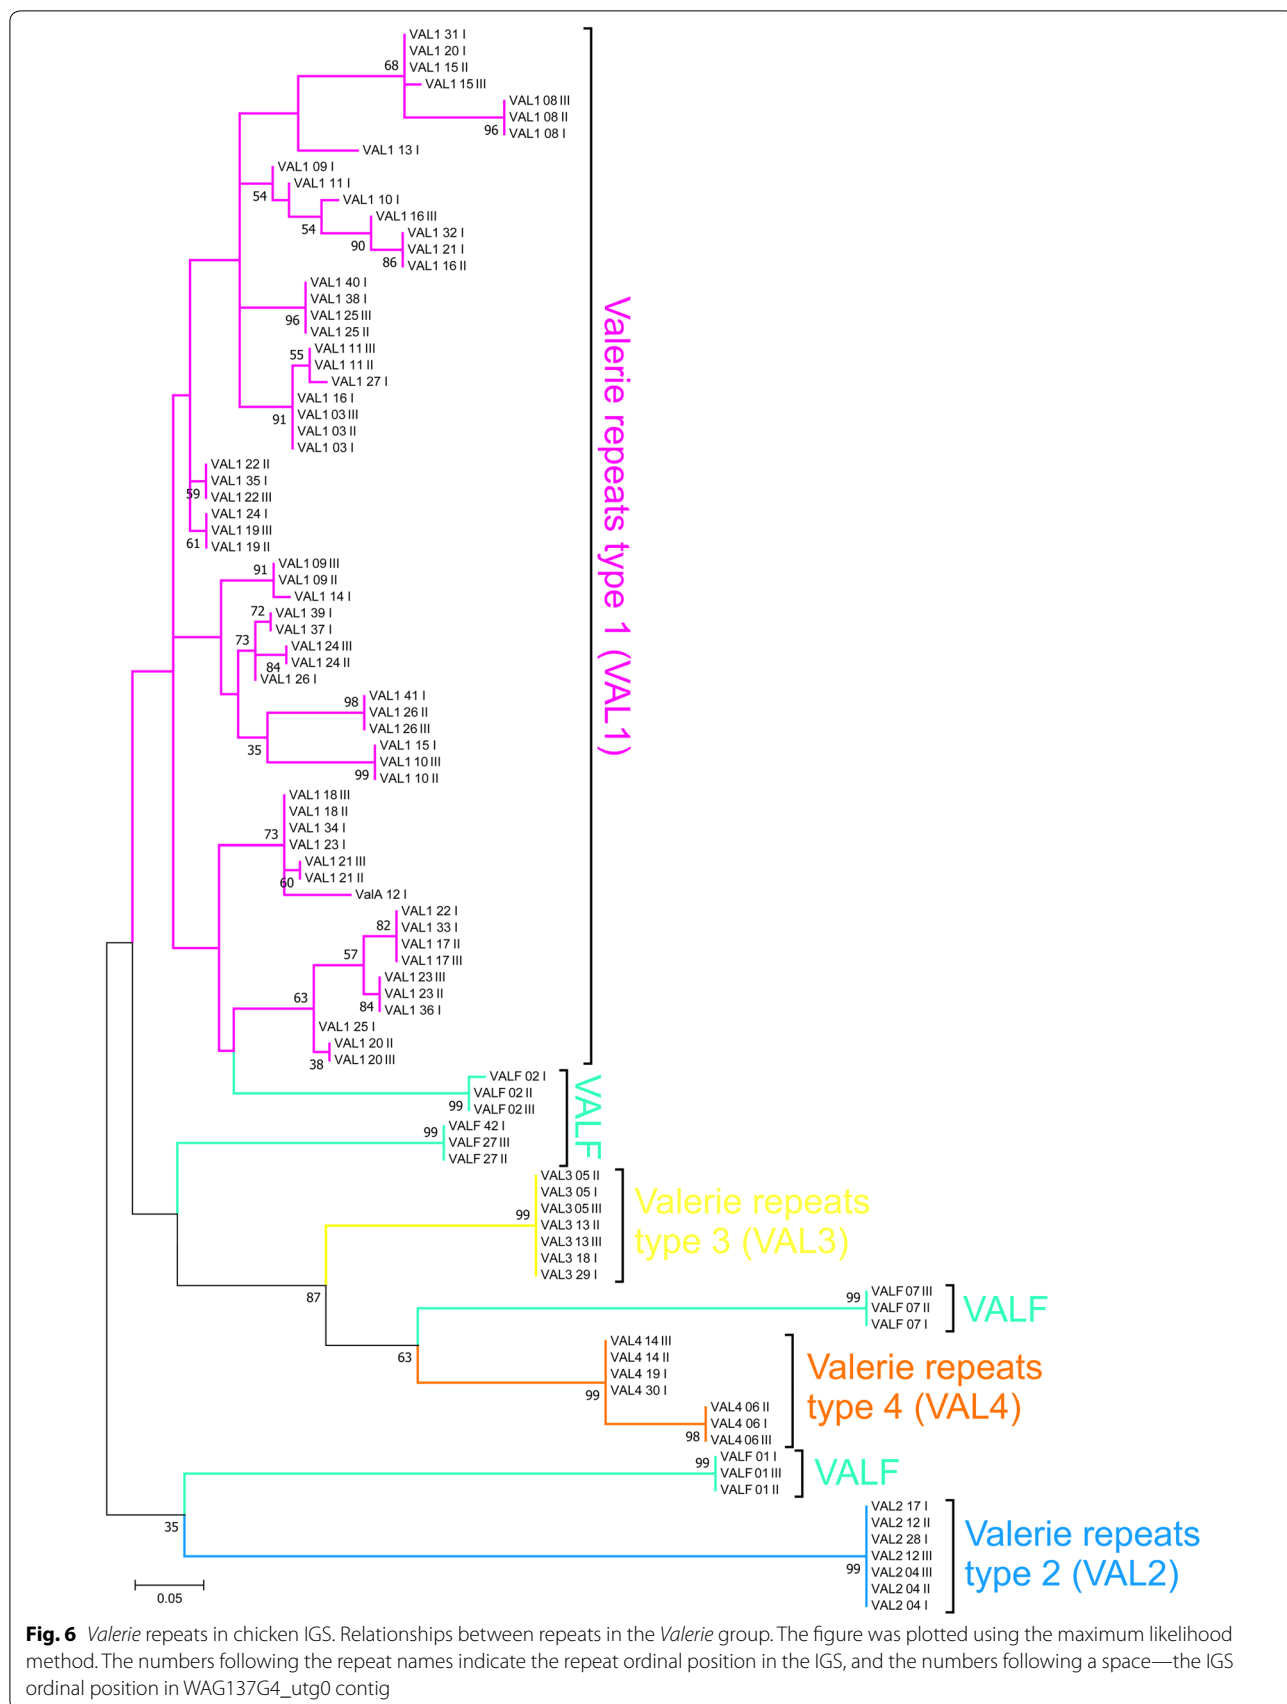 VAL1 31 I
VAL1 20 I
VAL1 15 II
68
VAL1 15 III
VAL1 08 III
VAL1 08 II
96
VAL1 08 I
VAL1 13 I
VAL1 09 I
VAL1 11 I
54
VAL1 10 I
VAL1 16 III
54
VAL1 32 I
90
VAL1 21 I
86
VAL1 16 II
VAL1 40 I
VAL1 38 I
96
VAL1 25 III
VAL1 25 II
VAL1 11 III
55
VAL1 11 II
VAL1 27 I
VAL1 16 I
VAL1 03 III
91
VAL1 03 II
VAL1 03 I
VAL1 22 II
VAL1 35 I
59
VAL1 22 III
VAL1 24 I
VAL1 19 III
61
VAL1 19 II
VAL1 09 III
91
VAL1 09 II
VAL1 14 I
72
VAL1 39 I
VAL1 37 I
73
VAL1 24 III
84
VAL1 24 II
VAL1 26 I
VAL1 41 I
98
VAL1 26 II
VAL1 26 III
35
VAL1 15 I
VAL1 10 III
99
VAL1 10 II
VAL1 18 III
VAL1 18 II
VAL1 34 I
73
VAL1 23 I
VAL1 21 III
60
VAL1 21 II
ValA 12 I
VAL1 22 I
82
VAL1 33 I
VAL1 17 II
57
VAL1 17 III
VAL1 23 III
VAL1 23 II
84
VAL1 36 I
63
VAL1 25 I
VAL1 20 II
38
VAL1 20 III
Valerie repeats type 1 (VAL1)
VALF 02 I
VALF 02 II
99
VALF 02 III
99
VALF 42 I
VALF 27 III
VALF 27 II
VALF
VAL3 05 II
VAL3 05 I
VAL3 05 III
99
VAL3 13 II
VAL3 13 III
VAL3 18 I
VAL3 29 I
Valerie repeats
type 3 (VAL3)
87
VALF 07 III
99
VALF 07 II
VALF 07 I
VALF
63
VAL4 14 III
VAL4 14 II
VAL4 19 I
99
VAL4 30 I
VAL4 06 II
VAL4 06 I
98
VAL4 06 III
Valerie repeats
type 4 (VAL4)
VALF 01 I
99
VALF 01 III
VALF 01 II
VALF
35
VAL2 17 I
VAL2 12 II
VAL2 28 I
VAL2 12 III
99
VAL2 04 III
VAL2 04 II
VAL2 04 I
Valerie repeats
type 2 (VAL2)
0.05
Fig. 6 Valerie repeats in chicken IGS. Relationships between repeats in the Valerie group. The figure was plotted using the maximum likelihood
method. The numbers following the repeat names indicate the repeat ordinal position in the IGS, and the numbers following a space—the IGS
ordinal position in WAG137G4_utg0 contig